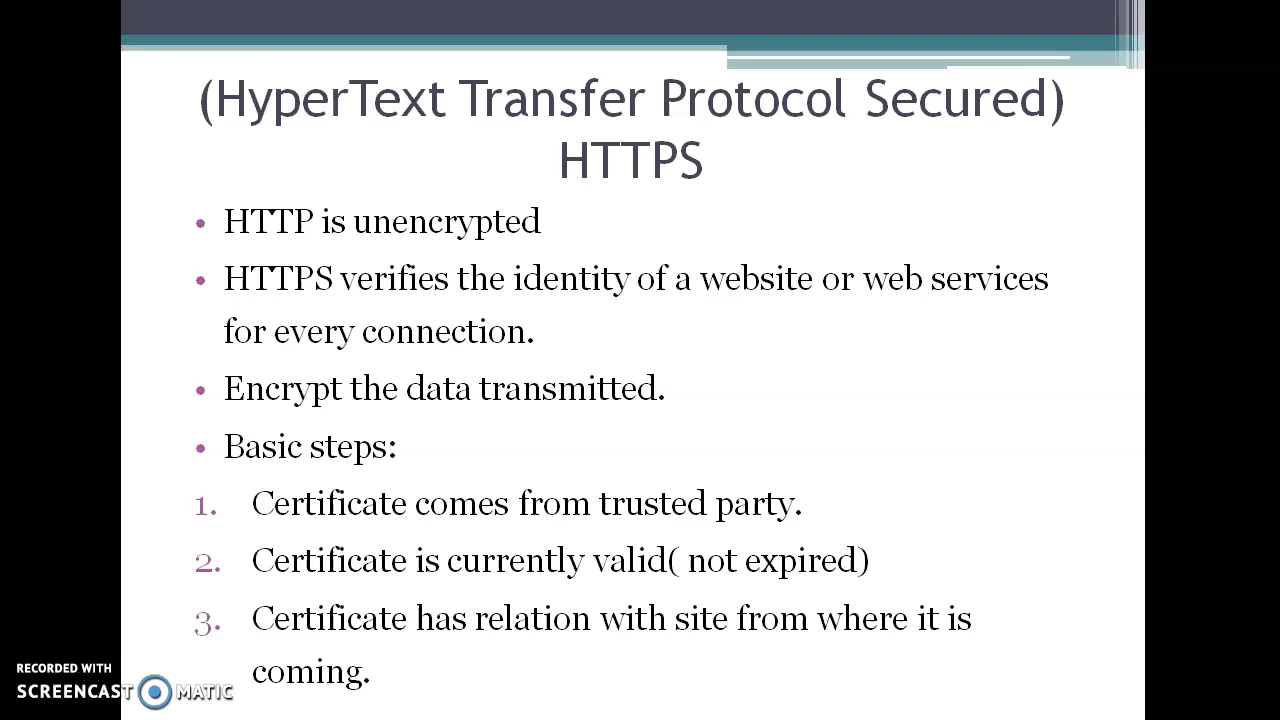 (HyperText Transfer Protocol Secured)
HTTPS
• HTTP is unencrypted
• HTTPS verifies the identity of a website or web services
for every connection.
• Encrypt the data transmitted.
• Basic steps:
1. Certificate comes from trusted party.
2. Certificate is currently valid( not expired)
3. Certificate has relation with site from where it is
coming.
RECORDED WITH
SCREENCAST MATIC